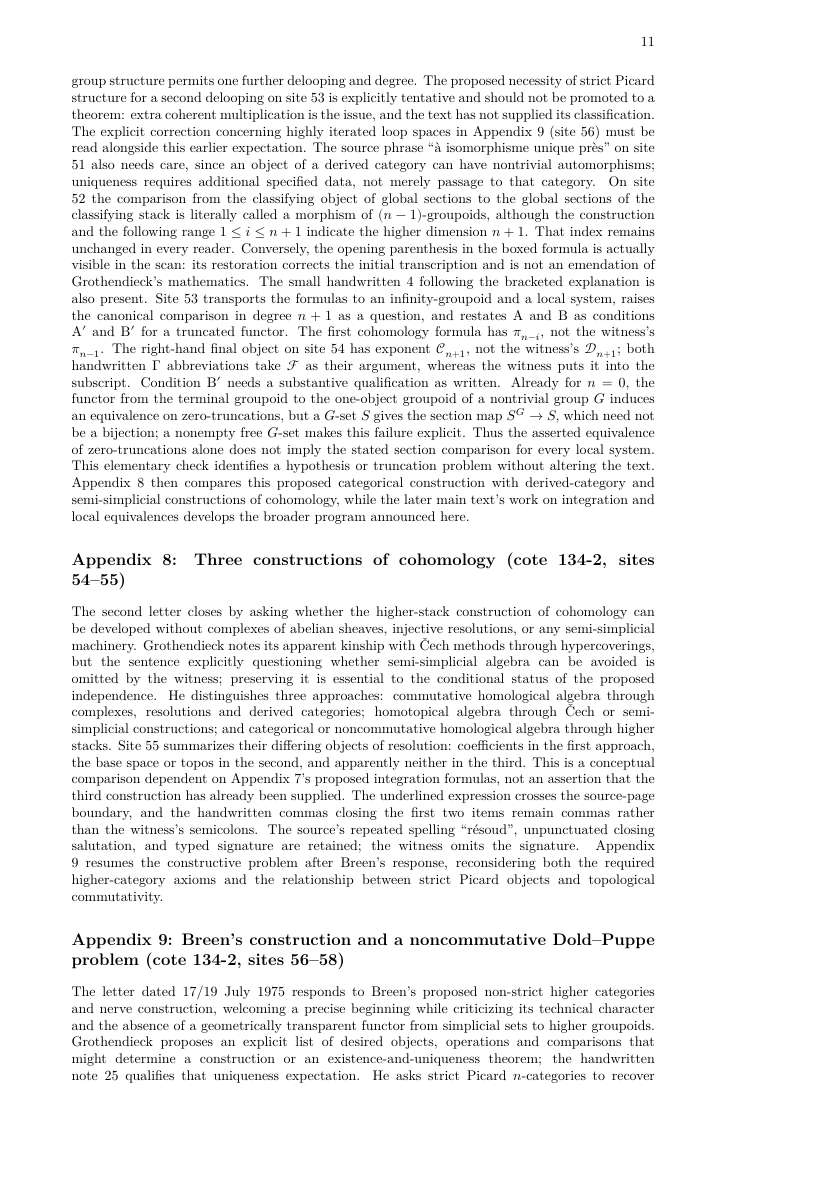 11
group structure permits one further delooping and degree. The proposed necessity of strict Picard
structure for a second delooping on site 53 is explicitly tentative and should not be promoted to a
theorem: extra coherent multiplication is the issue, and the text has not supplied its classification.
The explicit correction concerning highly iterated loop spaces in Appendix 9 (site 56) must be
read alongside this earlier expectation. The source phrase “à isomorphisme unique près” on site
51 also needs care, since an object of a derived category can have nontrivial automorphisms;
uniqueness requires additional specified data, not merely passage to that category. On site
52 the comparison from the classifying object of global sections to the global sections of the
classifying stack is literally called a morphism of (n − 1)-groupoids, although the construction
and the following range 1 ≤ i ≤ n + 1 indicate the higher dimension n + 1. That index remains
unchanged in every reader. Conversely, the opening parenthesis in the boxed formula is actually
visible in the scan: its restoration corrects the initial transcription and is not an emendation of
Grothendieck’s mathematics. The small handwritten 4 following the bracketed explanation is
also present. Site 53 transports the formulas to an infinity-groupoid and a local system, raises
the canonical comparison in degree n + 1 as a question, and restates A and B as conditions
A′ and B′ for a truncated functor. The first cohomology formula has πₙ₋ᵢ, not the witness’s
πₙ₋₁. The right-hand final object on site 54 has exponent 𝒞ₙ₊₁, not the witness’s 𝒟ₙ₊₁; both
handwritten Γ abbreviations take ℱ as their argument, whereas the witness puts it into the
subscript. Condition B′ needs a substantive qualification as written. Already for n = 0, the
functor from the terminal groupoid to the one-object groupoid of a nontrivial group G induces
an equivalence on zero-truncations, but a G-set S gives the section map Sᴳ → S, which need not
be a bijection; a nonempty free G-set makes this failure explicit. Thus the asserted equivalence
of zero-truncations alone does not imply the stated section comparison for every local system.
This elementary check identifies a hypothesis or truncation problem without altering the text.
Appendix 8 then compares this proposed categorical construction with derived-category and
semi-simplicial constructions of cohomology, while the later main text’s work on integration and
local equivalences develops the broader program announced here.
Appendix 8: Three constructions of cohomology (cote 134-2, sites
54–55)
The second letter closes by asking whether the higher-stack construction of cohomology can
be developed without complexes of abelian sheaves, injective resolutions, or any semi-simplicial
machinery. Grothendieck notes its apparent kinship with Čech methods through hypercoverings,
but the sentence explicitly questioning whether semi-simplicial algebra can be avoided is
omitted by the witness; preserving it is essential to the conditional status of the proposed
independence. He distinguishes three approaches: commutative homological algebra through
complexes, resolutions and derived categories; homotopical algebra through Čech or semi-
simplicial constructions; and categorical or noncommutative homological algebra through higher
stacks. Site 55 summarizes their differing objects of resolution: coefficients in the first approach,
the base space or topos in the second, and apparently neither in the third. This is a conceptual
comparison dependent on Appendix 7’s proposed integration formulas, not an assertion that the
third construction has already been supplied. The underlined expression crosses the source-page
boundary, and the handwritten commas closing the first two items remain commas rather
than the witness’s semicolons. The source’s repeated spelling “résoud”, unpunctuated closing
salutation, and typed signature are retained; the witness omits the signature. Appendix
9 resumes the constructive problem after Breen’s response, reconsidering both the required
higher-category axioms and the relationship between strict Picard objects and topological
commutativity.
Appendix 9: Breen’s construction and a noncommutative Dold–Puppe
problem (cote 134-2, sites 56–58)
The letter dated 17/19 July 1975 responds to Breen’s proposed non-strict higher categories
and nerve construction, welcoming a precise beginning while criticizing its technical character
and the absence of a geometrically transparent functor from simplicial sets to higher groupoids.
Grothendieck proposes an explicit list of desired objects, operations and comparisons that
might determine a construction or an existence-and-uniqueness theorem; the handwritten
note 25 qualifies that uniqueness expectation. He asks strict Picard n-categories to recover